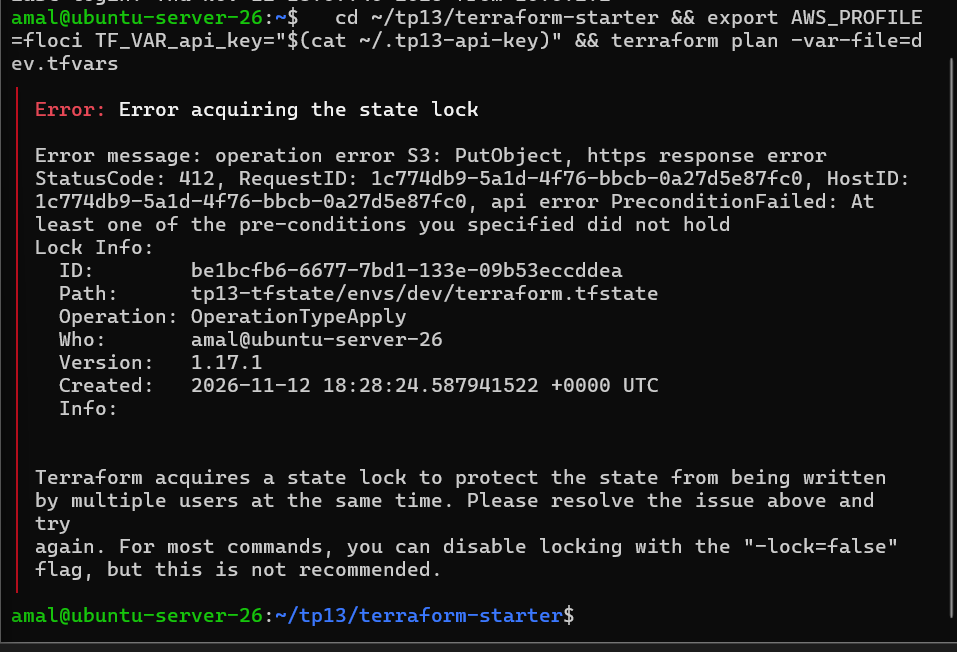 amal@ubuntu-server-26:~$   cd ~/tp13/terraform-starter && export AWS_PROFILE
=floci TF_VAR_api_key="$(cat ~/.tp13-api-key)" && terraform plan -var-file=d
ev.tfvars
Error: Error acquiring the state lock
Error message: operation error S3: PutObject, https response error
StatusCode: 412, RequestID: 1c774db9-5a1d-4f76-bbcb-0a27d5e87fc0, HostID:
1c774db9-5a1d-4f76-bbcb-0a27d5e87fc0, api error PreconditionFailed: At
least one of the pre-conditions you specified did not hold
Lock Info:
  ID:        be1bcfb6-6677-7bd1-133e-09b53eccddea
  Path:      tp13-tfstate/envs/dev/terraform.tfstate
  Operation: OperationTypeApply
  Who:       amal@ubuntu-server-26
  Version:   1.17.1
  Created:   2026-11-12 18:28:24.587941522 +0000 UTC
  Info:
Terraform acquires a state lock to protect the state from being written
by multiple users at the same time. Please resolve the issue above and
try
again. For most commands, you can disable locking with the "-lock=false"
flag, but this is not recommended.
amal@ubuntu-server-26:~/tp13/terraform-starter$